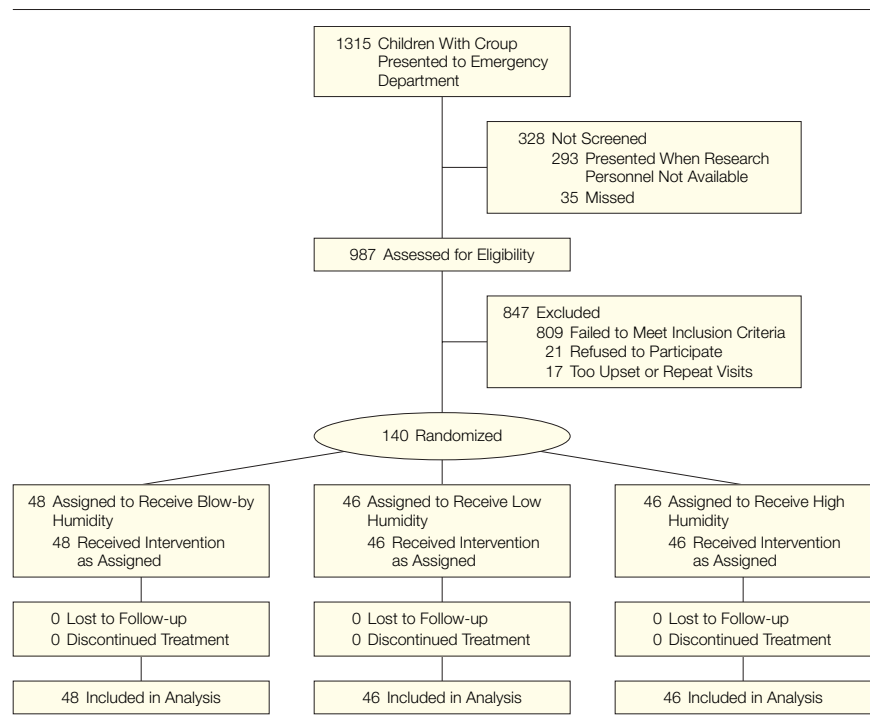 1315 Children With Croup
Presented to Emergency
Department
328 Not Screened
293 Presented When Research
Personnel Not Available
35 Missed
987 Assessed for Eligibility
847 Excluded
809 Failed to Meet Inclusion Criteria
21 Refused to Participate
17 Too Upset or Repeat Visits
140 Randomized
48 Assigned to Receive Blow-by
Humidity
48 Received Intervention
as Assigned
46 Assigned to Receive Low
Humidity
46 Received Intervention
as Assigned
46 Assigned to Receive High
Humidity
46 Received Intervention
as Assigned
0 Lost to Follow-up
0 Discontinued Treatment
0 Lost to Follow-up
0 Discontinued Treatment
0 Lost to Follow-up
0 Discontinued Treatment
48 Included in Analysis
46 Included in Analysis
46 Included in Analysis